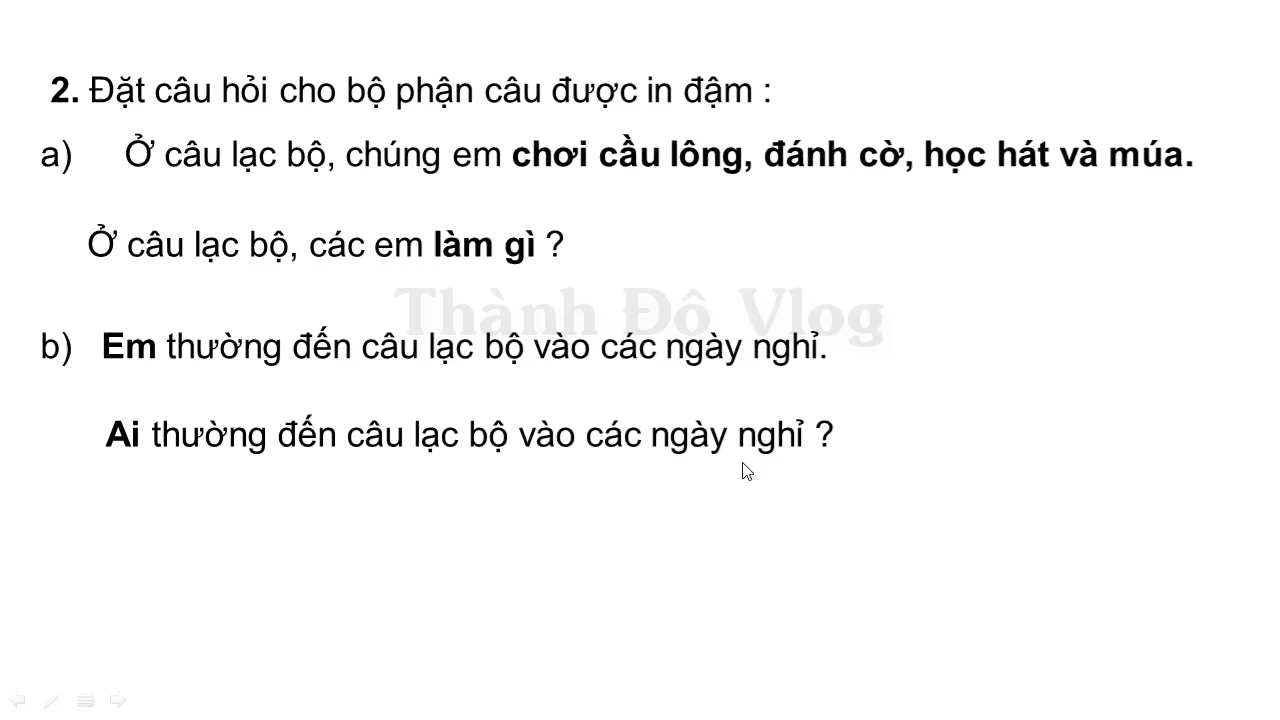 2. Đặt câu hỏi cho bộ phận câu được in đậm :
a) Ở câu lạc bộ, chúng em chơi cầu lông, đánh cờ, học hát và múa.
Ở câu lạc bộ, các em làm gì ?
Thành Đô Vlog
b) Em thường đến câu lạc bộ vào các ngày nghỉ.
Ai thường đến câu lạc bộ vào các ngày nghỉ ?